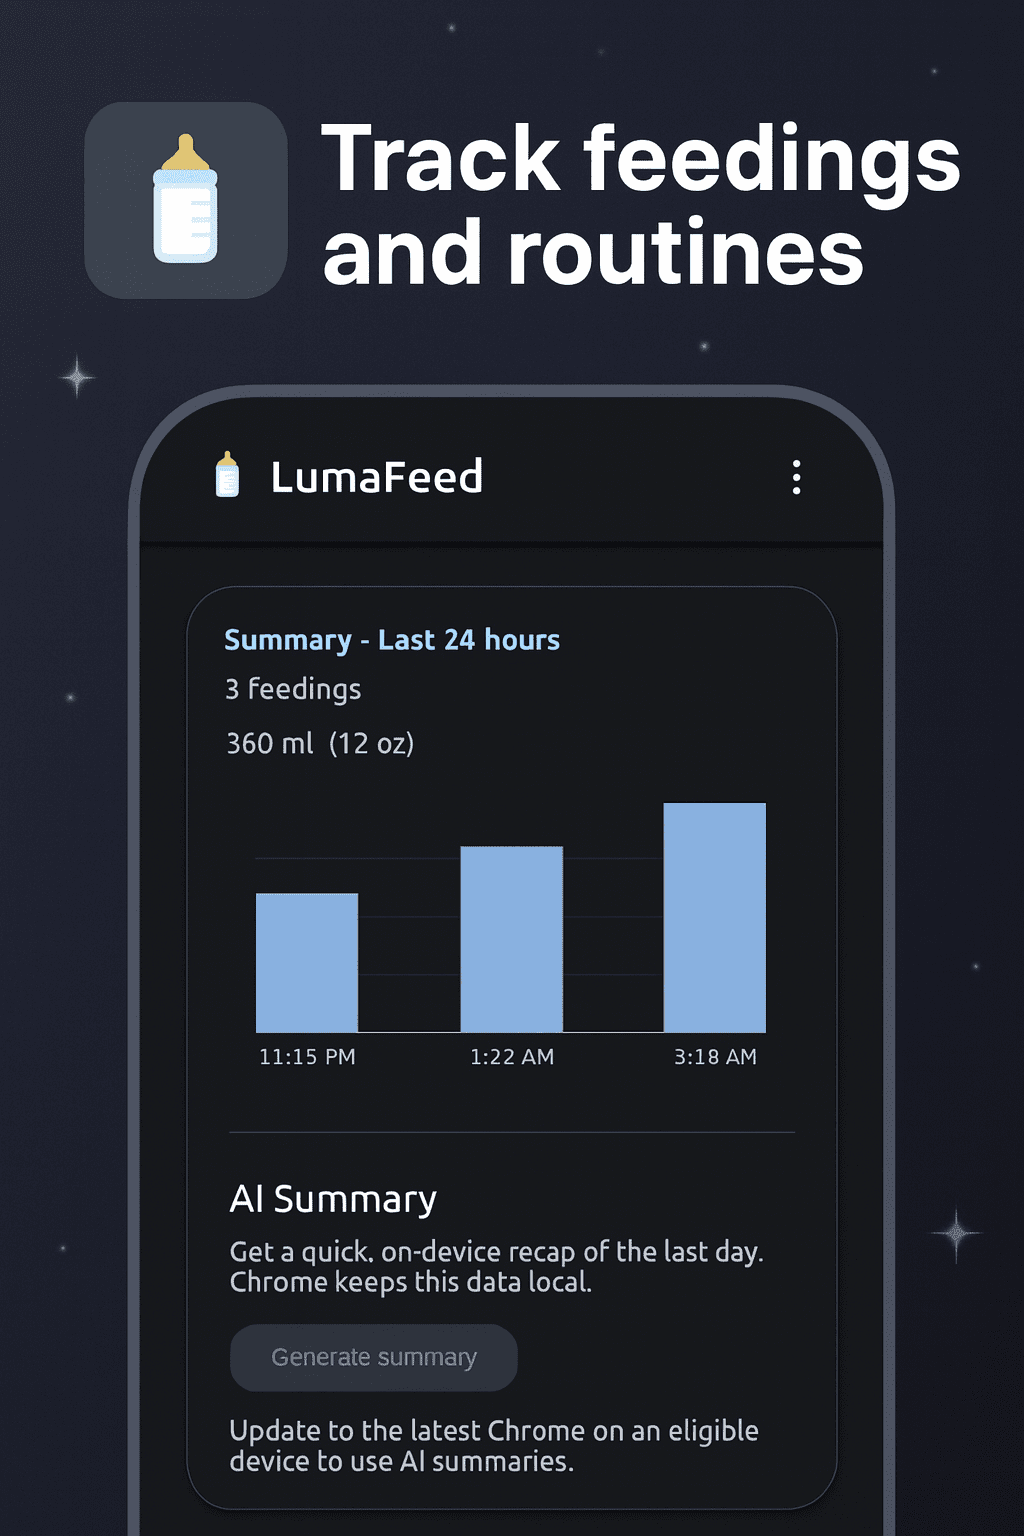 Track feedings
and routines
LumaFeed
Summary - Last 24 hours
3 feedings
360 ml (12 oz)
11:15 PM 1:22 AM 3:18 AM
AI Summary
Get a quick, on-device recap of the last day.
Chrome keeps this data local.
Generate summary
Update to the latest Chrome on an eligible
device to use AI summaries.